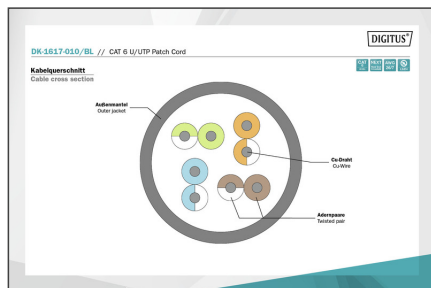 DIGITUS®
DK-1617-010/BL // CAT 6 U/UTP Patch Cord
Kabelquerschnitt
Cable cross section
Außenmantel
Outer jacket
Cu-Draht
Cu-Wire
Adernpaare
Twisted pair